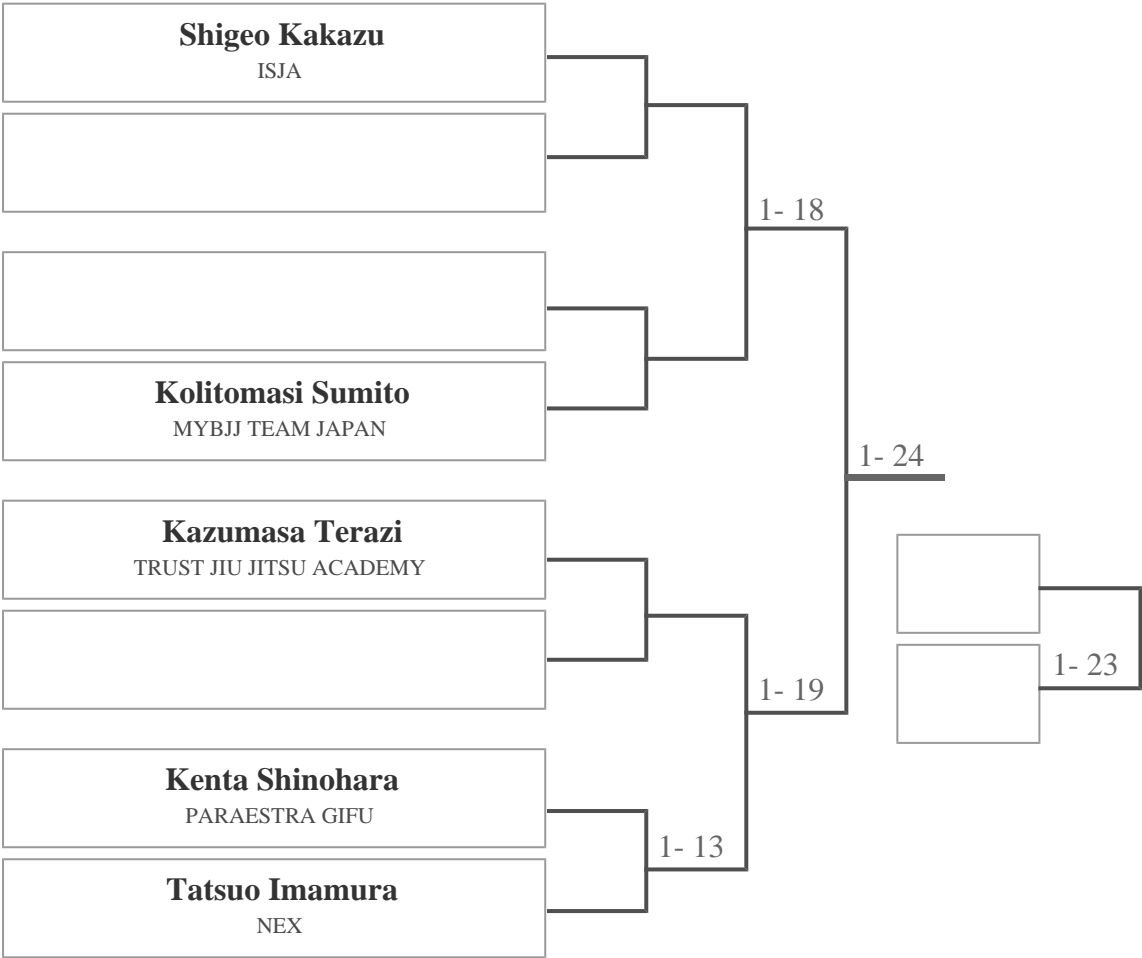 Shigeo Kakazu
ISJA
1- 18
Kolitomasi Sumito
MYBJJ TEAM JAPAN
1- 24
Kazumasa Terazi
TRUST JIU JITSU ACADEMY
1- 23
1- 19
Kenta Shinohara
PARAESTRA GIFU
1- 13
Tatsuo Imamura
NEX